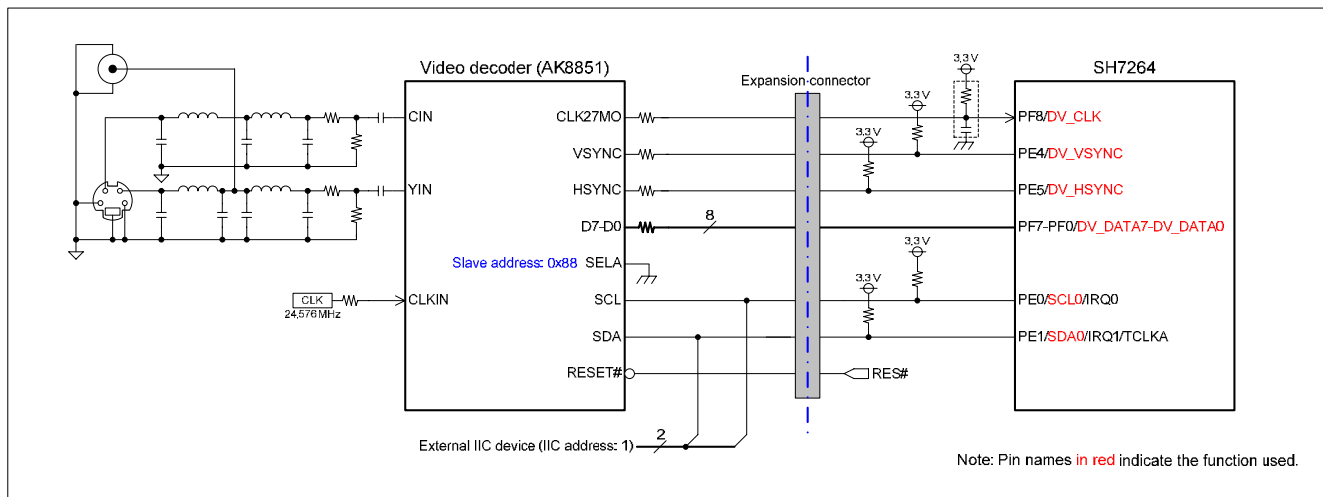 Video decoder (AK8851)
Expansion-connector
SH7264
3.3 V
3.3 V
3.3 V
CIN
CLK27MO
PF8/DV_CLK
VSYNC
PE4/DV_VSYNC
YIN
HSYNC
PE5/DV_HSYNC
D7-D0
8
PF7-PF0/DV_DATA7-DV_DATA0
Slave address: 0x88
SELA
3.3 V
3.3 V
CLK
24,576 MHz
CLKIN
SCL
PE0/SCL0/IRQ0
SDA
PE1/SDA0/IRQ1/TCLKA
RESET#
RES#
External IIC device (IIC address: 1)
2
Note: Pin names in red indicate the function used.